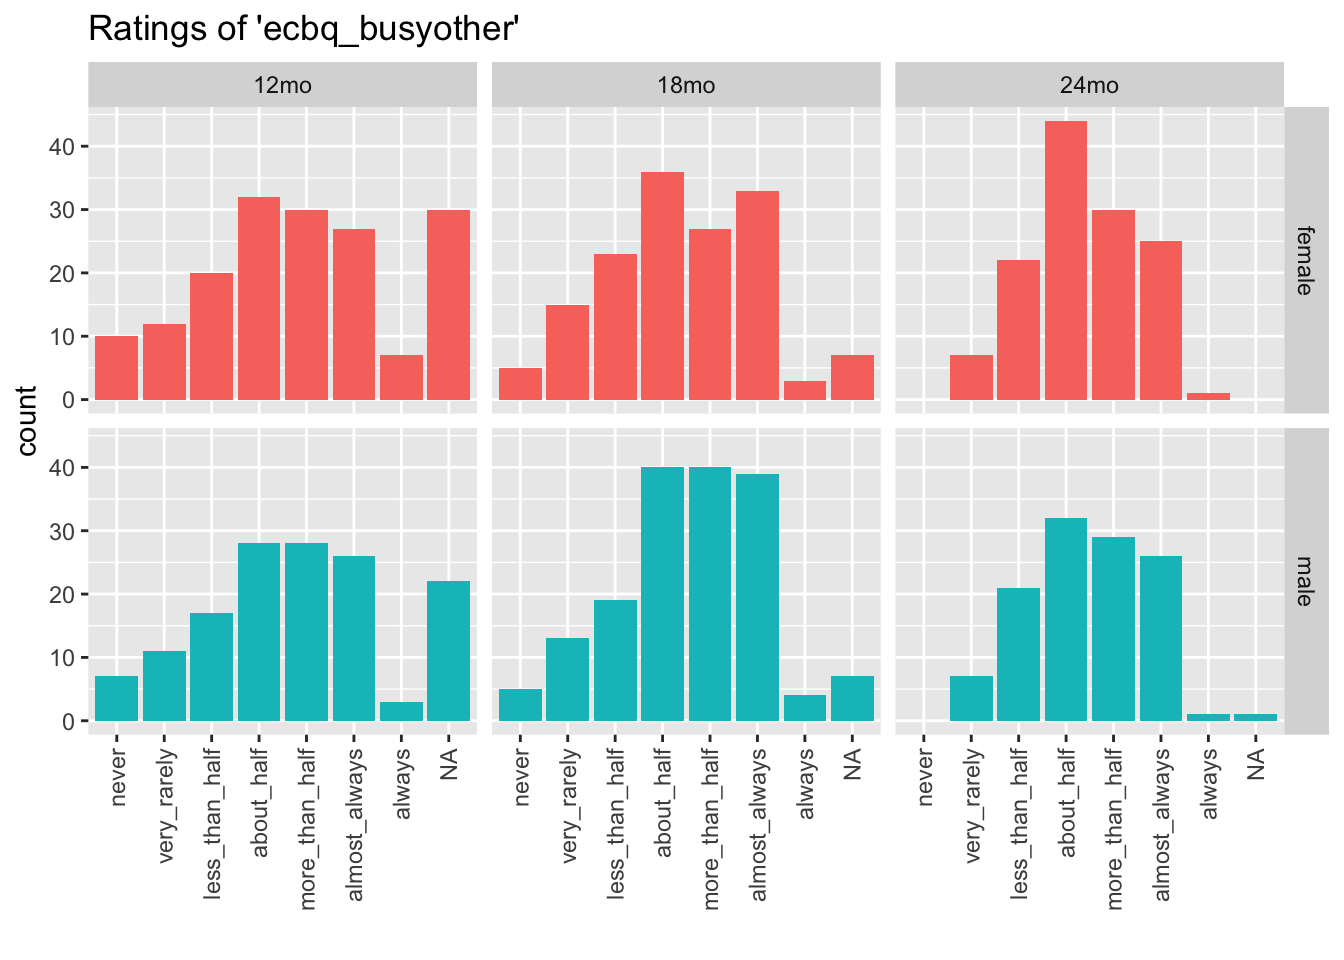 Ratings of 'ecbq_busyother'
12mo 18mo 24mo
count
40
30
20
10
0
female
40
30
20
10
0
male
never very_rarely less_than_half about_half more_than_half almost_always always NA never very_rarely less_than_half about_half more_than_half almost_always always NA never very_rarely less_than_half about_half more_than_half almost_always always NA